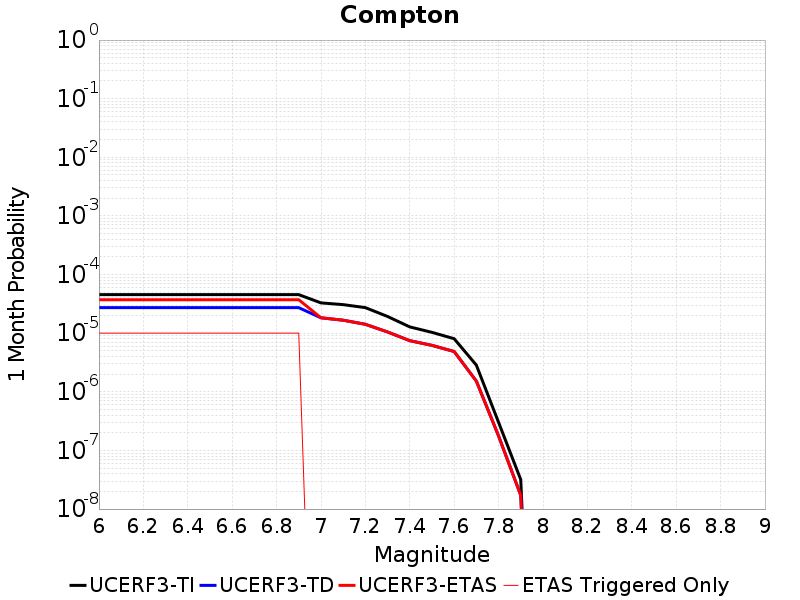 Compton
1 Month Probability
10^0
10^-1
10^-2
10^-3
10^-4
10^-5
10^-6
10^-7
10^-8
6 6.2 6.4 6.6 6.8 7 7.2 7.4 7.6 7.8 8 8.2 8.4 8.6 8.8 9
Magnitude
UCERF3-TI UCERF3-TD UCERF3-ETAS ETAS Triggered Only